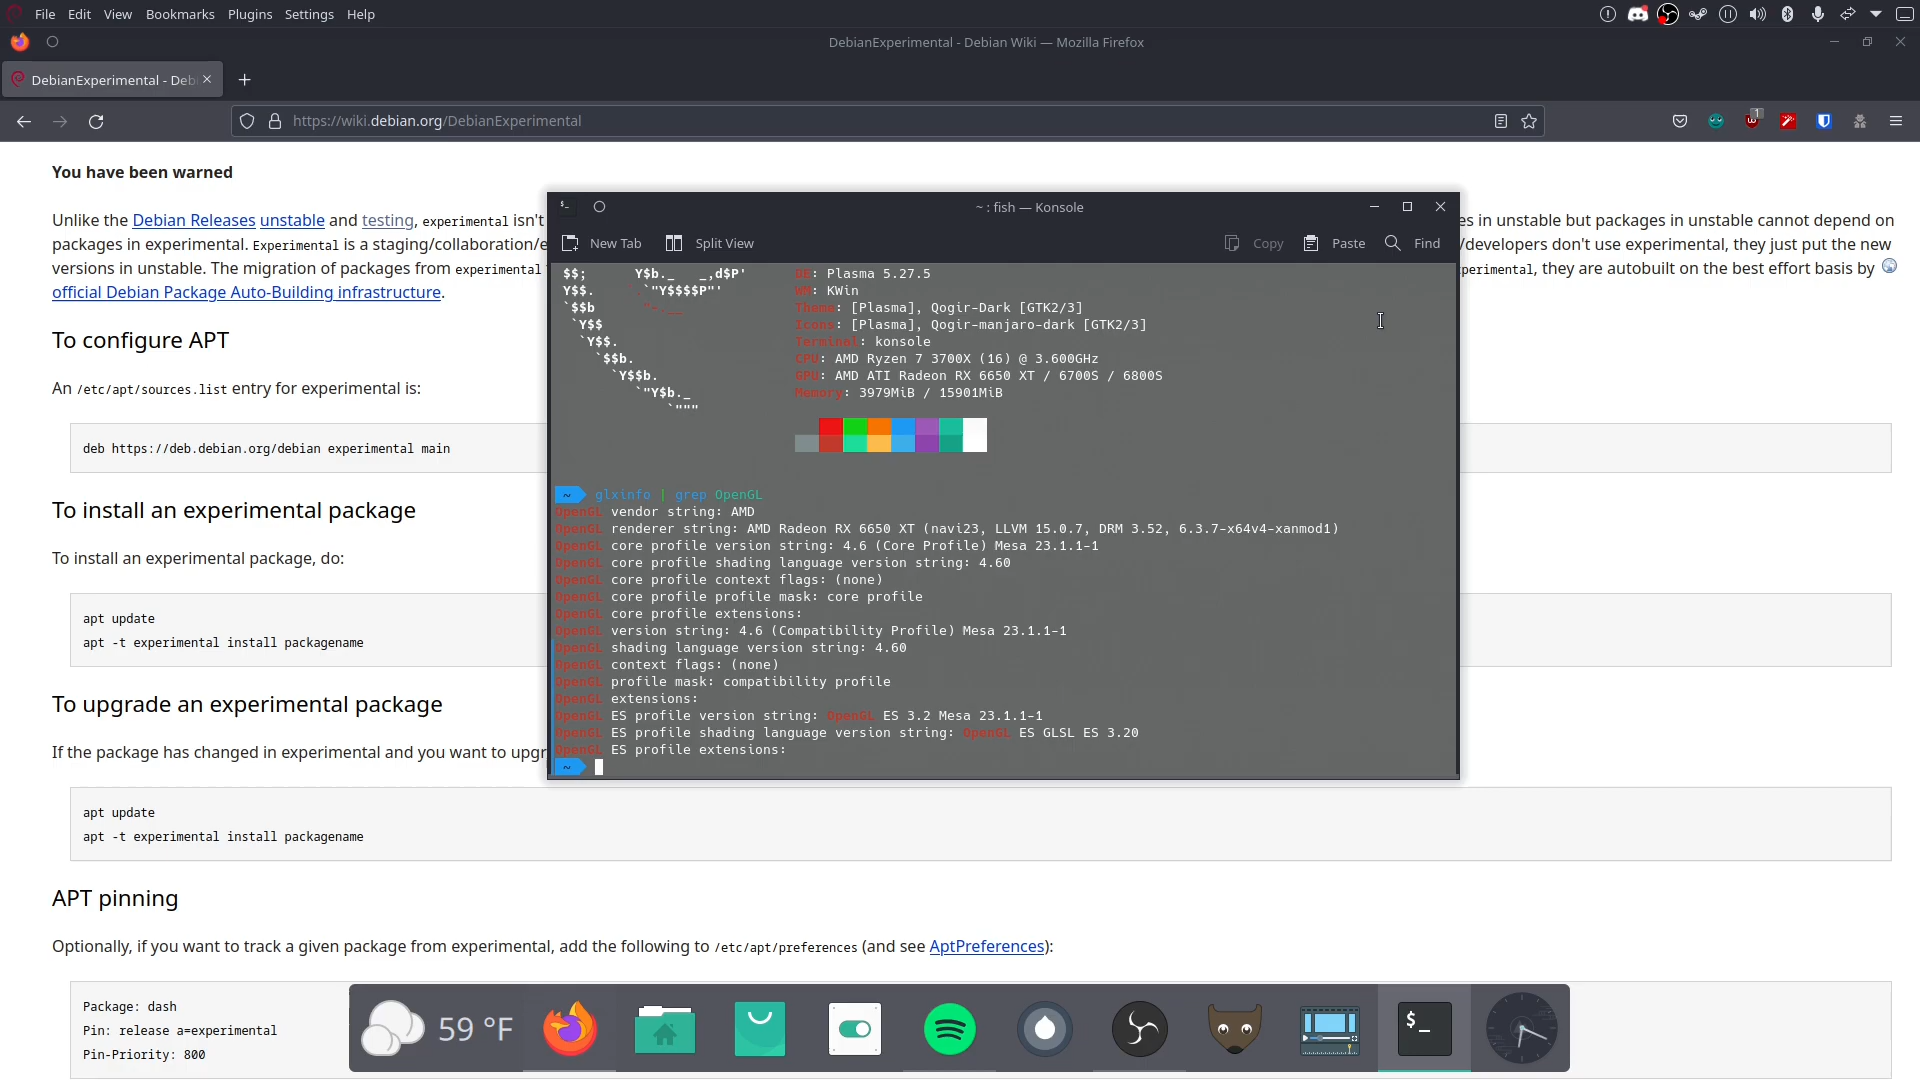 File Edit View Bookmarks Plugins Settings Help
DebianExperimental - Debian Wiki — Mozilla Firefox
DebianExperimental - Deb
https://wiki.debian.org/DebianExperimental
1
You have been warned
Unlike the Debian Releases unstable and testing, experimental isn't
es in unstable but packages in unstable cannot depend on
packages in experimental. Experimental is a staging/collaboration/e
/developers don't use experimental, they just put the new
versions in unstable. The migration of packages from experimental
perimental, they are autobuilt on the best effort basis by
official Debian Package Auto-Building infrastructure.
To configure APT
An /etc/apt/sources.list entry for experimental is:
deb https://deb.debian.org/debian experimental main
To install an experimental package
To install an experimental package, do:
apt update
apt -t experimental install packagename
To upgrade an experimental package
If the package has changed in experimental and you want to upgr
apt update
apt -t experimental install packagename
APT pinning
Optionally, if you want to track a given package from experimental, add the following to /etc/apt/preferences (and see AptPreferences):
Package: dash
Pin: release a=experimental
Pin-Priority: 800
~ : fish — Konsole
New Tab Split View Copy Paste Find
$$; Y$b._ _,d$P' DE: Plasma 5.27.5
Y$$. `.`"Y$$$$P"' WM: KWin
`$$b "-.__ Theme: [Plasma], Qogir-Dark [GTK2/3]
`Y$$ Icons: [Plasma], Qogir-manjaro-dark [GTK2/3]
`Y$$. Terminal: konsole
`$$b. CPU: AMD Ryzen 7 3700X (16) @ 3.600GHz
`Y$$b. GPU: AMD ATI Radeon RX 6650 XT / 6700S / 6800S
`"Y$b._ Memory: 3979MiB / 15901MiB
`"""
~ glxinfo | grep OpenGL
OpenGL vendor string: AMD
OpenGL renderer string: AMD Radeon RX 6650 XT (navi23, LLVM 15.0.7, DRM 3.52, 6.3.7-x64v4-xanmod1)
OpenGL core profile version string: 4.6 (Core Profile) Mesa 23.1.1-1
OpenGL core profile shading language version string: 4.60
OpenGL core profile context flags: (none)
OpenGL core profile profile mask: core profile
OpenGL core profile extensions:
OpenGL version string: 4.6 (Compatibility Profile) Mesa 23.1.1-1
OpenGL shading language version string: 4.60
OpenGL context flags: (none)
OpenGL profile mask: compatibility profile
OpenGL extensions:
OpenGL ES profile version string: OpenGL ES 3.2 Mesa 23.1.1-1
OpenGL ES profile shading language version string: OpenGL ES GLSL ES 3.20
OpenGL ES profile extensions:
~
59 °F
$_